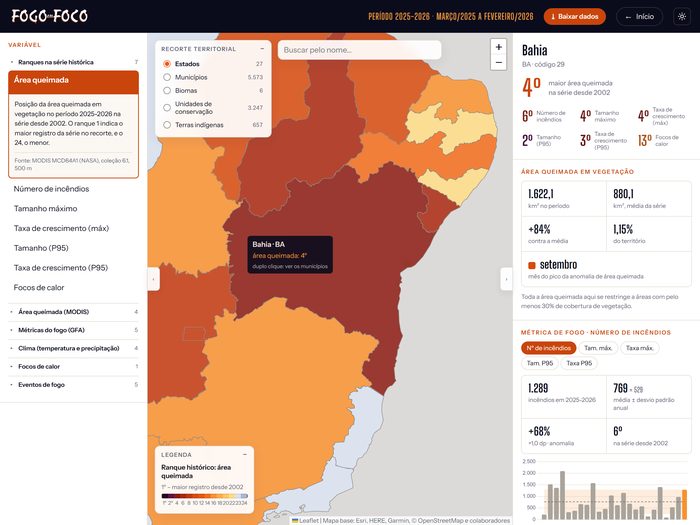 FOGO EM FOCO
PERÍODO 2025-2026 · MARÇO/2025 A FEVEREIRO/2026
Baixar dados
← Início
VARIÁVEL
Ranques na série histórica 7
Área queimada
Posição da área queimada em
vegetação no período 2025-2026 na
série desde 2002. O ranque 1 indica o
maior registro da série no recorte, e o
24, o menor.
Fonte: MODIS MCD64A1 (NASA), coleção 6.1,
500 m
Número de incêndios
Tamanho máximo
Taxa de crescimento (máx)
Tamanho (P95)
Taxa de crescimento (P95)
Focos de calor
Área queimada (MODIS) 4
Métricas do fogo (GFA) 5
Clima (temperatura e precipitação) 4
Focos de calor 1
Eventos de fogo 5
RECORTE TERRITORIAL −
Estados 27
Municípios 5.573
Biomas 6
Unidades de
conservação 3.247
Terras indígenas 657
Buscar pelo nome...
+
−
Bahia · BA
área queimada: 4º
duplo clique: ver os municípios
LEGENDA −
Ranque histórico: área
queimada
1º = maior registro desde 2002
Leaflet | Mapa base: Esri, HERE, Garmin, © OpenStreetMap e colaboradores
Bahia
BA · código 29
4º maior área queimada
na série desde 2002
6º Número de
incêndios
4º Tamanho
máximo
4º Taxa de
crescimento
(máx)
2º Tamanho
(P95)
3º Taxa de
crescimento
(P95)
13º Focos de
calor
ÁREA QUEIMADA EM VEGETAÇÃO
1.622,1
km² no período
880,1
km², média da série
+84%
contra a média
1,15%
do território
setembro
mês do pico da anomalia de área queimada
Toda a área queimada aqui se restringe a áreas com pelo
menos 30% de cobertura de vegetação.
MÉTRICA DE FOGO · NÚMERO DE INCÊNDIOS
Nº de incêndios Tam. máx. Taxa máx.
Tam. P95 Taxa P95
1.289
incêndios em 2025-2026
769 ± 529
média ± desvio padrão
anual
+68%
+1.0 dp · anomalia
6º
na série desde 2002
2 500
2 000
1 500
1 000
500
0